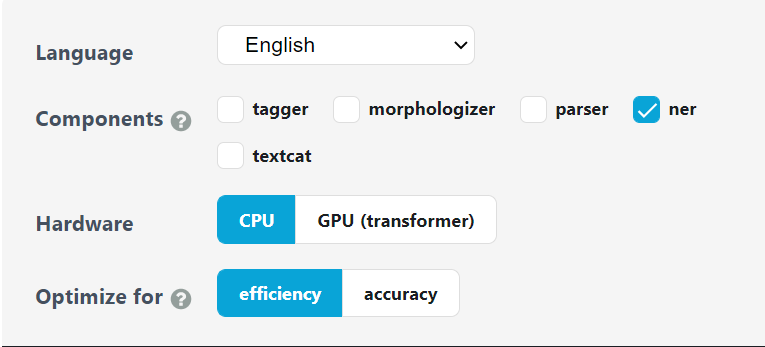 Language English
Components ? tagger morphologizer parser ner
textcat
Hardware CPU GPU (transformer)
Optimize for ? efficiency accuracy